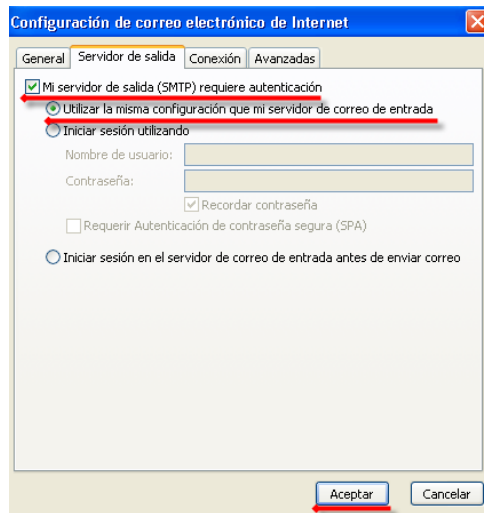 Configuración de correo electrónico de Internet
General Servidor de salida Conexión Avanzadas
Mi servidor de salida (SMTP) requiere autenticación
Utilizar la misma configuración que mi servidor de correo de entrada
Iniciar sesión utilizando
Nombre de usuario:
Contraseña:
Recordar contraseña
Requerir Autenticación de contraseña segura (SPA)
Iniciar sesión en el servidor de correo de entrada antes de enviar correo
Aceptar Cancelar